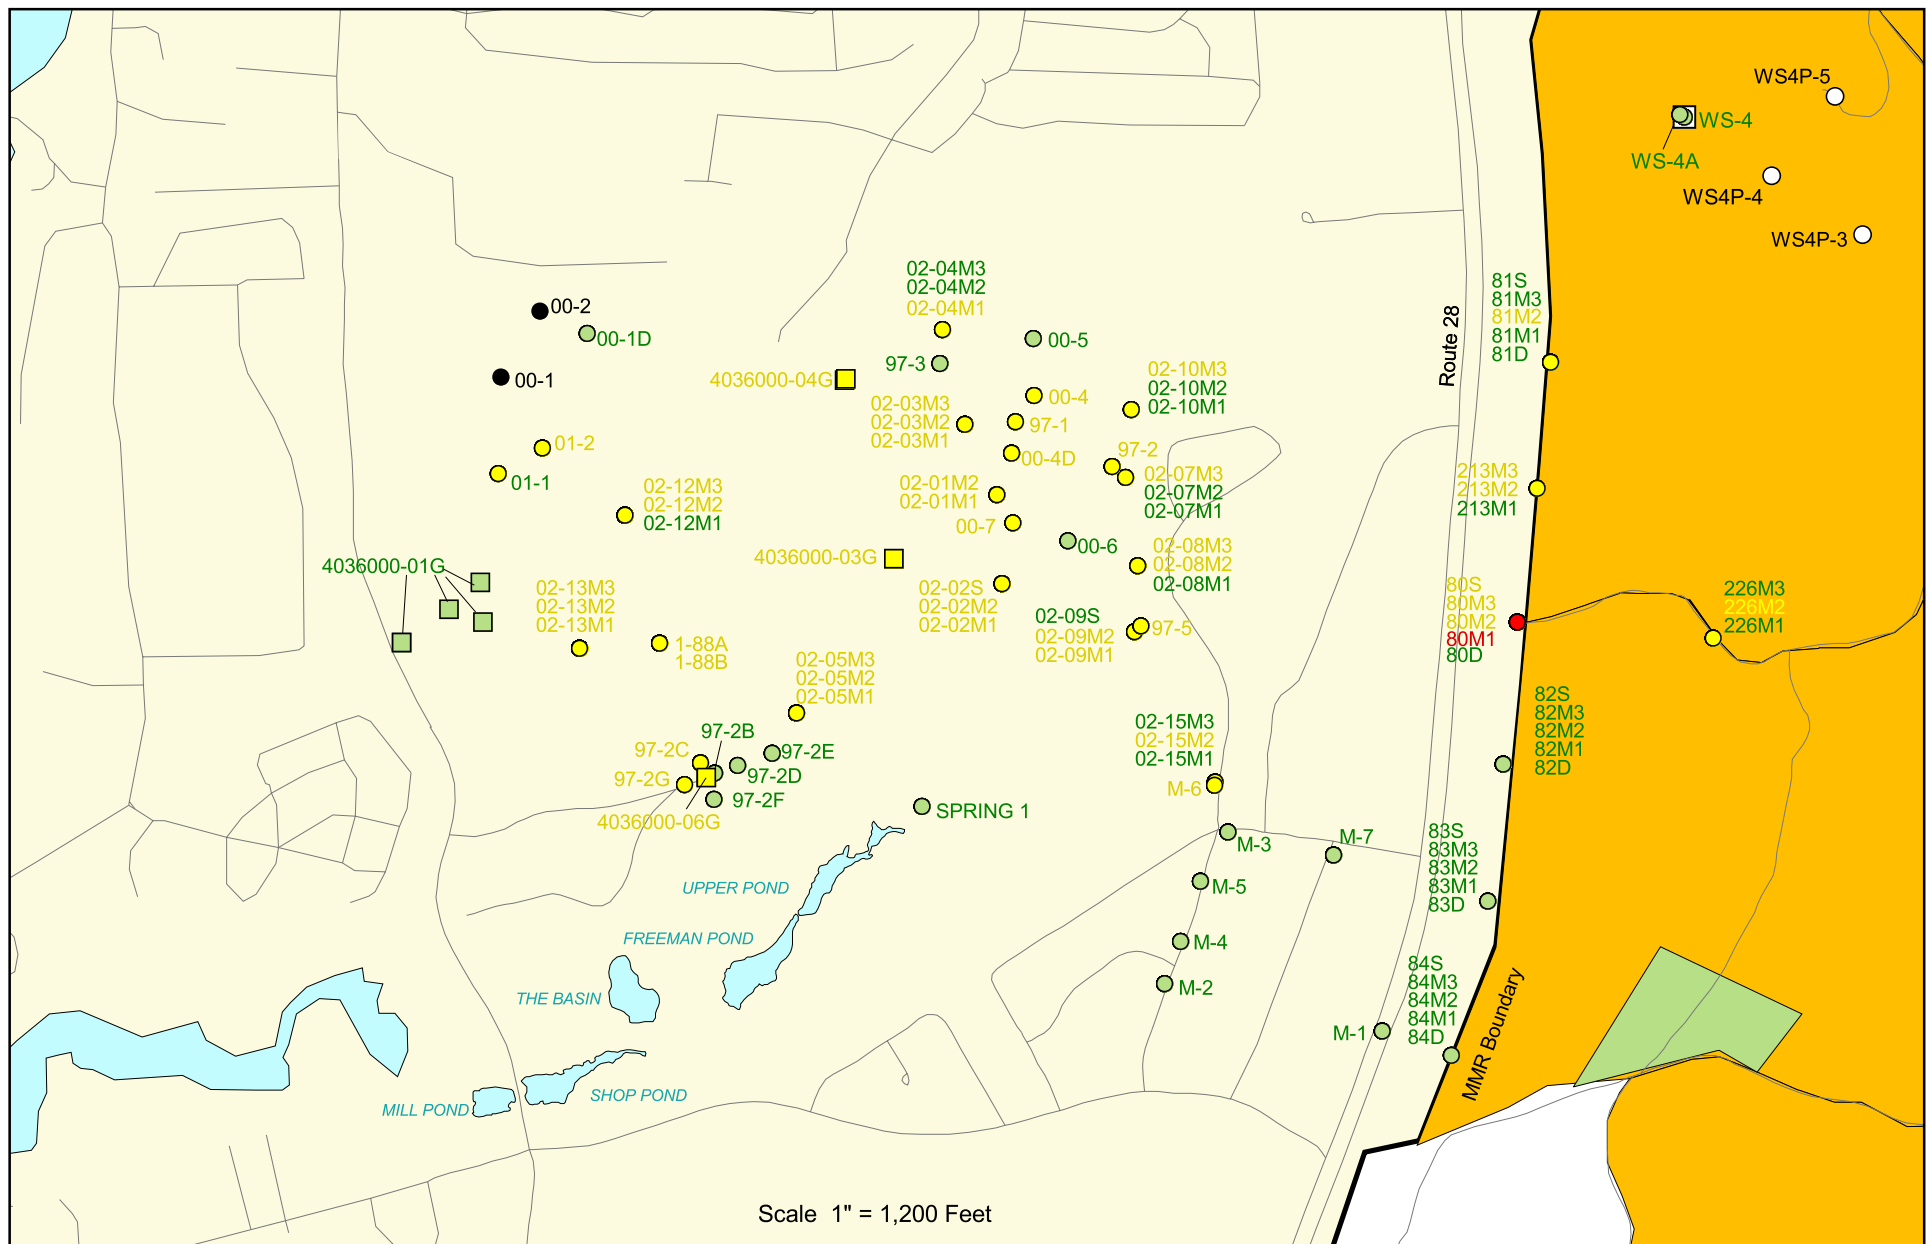 WS4P-5
WS-4
WS-4A
WS4P-4
WS4P-3
02-04M3
02-04M2
02-04M1
00-2
00-1D
00-5
97-3
00-1
4036000-04G
02-03M3
02-03M2
02-03M1
00-4
97-1
00-4D
02-10M3
02-10M2
02-10M1
Route 28
81S
81M3
81M2
81M1
81D
01-2
01-1
02-12M3
02-12M2
02-12M1
02-01M2
02-01M1
00-7
97-2
02-07M3
02-07M2
02-07M1
213M3
213M2
213M1
4036000-01G
4036000-03G
00-6
02-08M3
02-08M2
02-08M1
02-13M3
02-13M2
02-13M1
02-02S
02-02M2
02-02M1
02-09S
02-09M2
02-09M1
97-5
80S
80M3
80M2
80M1
80D
226M3
226M2
226M1
1-88A
1-88B
02-05M3
02-05M2
02-05M1
82S
82M3
82M2
82M1
82D
97-2B
97-2C
97-2E
97-2G
97-2D
97-2F
4036000-06G
02-15M3
02-15M2
02-15M1
M-6
SPRING 1
M-3
M-7
83S
83M3
83M2
83M1
83D
UPPER POND
M-5
FREEMAN POND
M-4
THE BASIN
M-2
84S
84M3
84M2
84M1
84D
M-1
MMR Boundary
SHOP POND
MILL POND
Scale 1" = 1,200 Feet